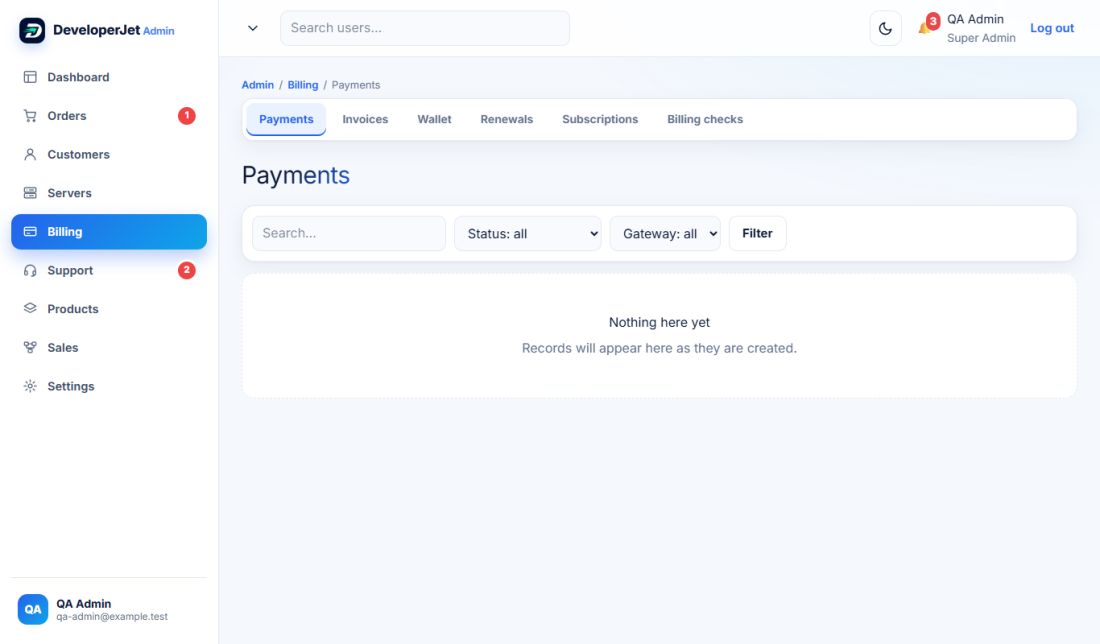 DeveloperJet Admin
Search users...
3
QA Admin
Super Admin
Log out
Dashboard
Orders
1
Customers
Servers
Billing
Support
2
Products
Sales
Settings
QA
QA Admin
qa-admin@example.test
Admin / Billing / Payments
Payments Invoices Wallet Renewals Subscriptions Billing checks
Payments
Search... Status: all Gateway: all Filter
Nothing here yet
Records will appear here as they are created.